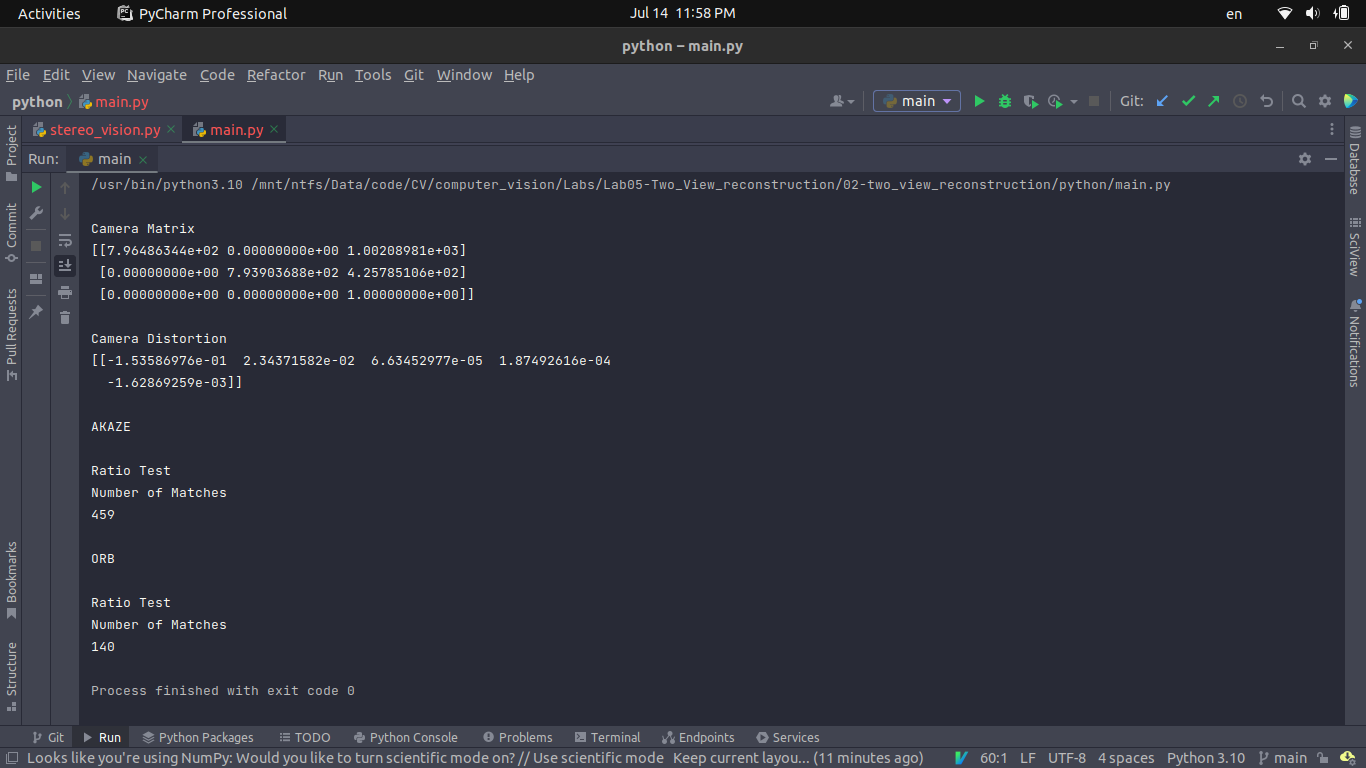 Activities PyCharm Professional Jul 14 11:58 PM en
python – main.py
File Edit View Navigate Code Refactor Run Tools Git Window Help
python main.py main Git:
stereo_vision.py main.py
Run: main
/usr/bin/python3.10 /mnt/ntfs/Data/code/CV/computer_vision/Labs/Lab05-Two_View_reconstruction/02-two_view_reconstruction/python/main.py
Camera Matrix
[[7.96486344e+02 0.00000000e+00 1.00208981e+03]
[0.00000000e+00 7.93903688e+02 4.25785106e+02]
[0.00000000e+00 0.00000000e+00 1.00000000e+00]]
Camera Distortion
[[-1.53586976e-01 2.34371582e-02 6.63452977e-05 1.87492616e-04
-1.62869259e-03]]
AKAZE
Ratio Test
Number of Matches
459
ORB
Ratio Test
Number of Matches
140
Process finished with exit code 0
Project
Commit
Pull Requests
Bookmarks
Structure
Database
SciView
Notifications
Git Run Python Packages TODO Python Console Problems Terminal Endpoints Services
Looks like you're using NumPy: Would you like to turn scientific mode on? // Use scientific mode Keep current layou... (11 minutes ago) 60:1 LF UTF-8 4 spaces Python 3.10 main